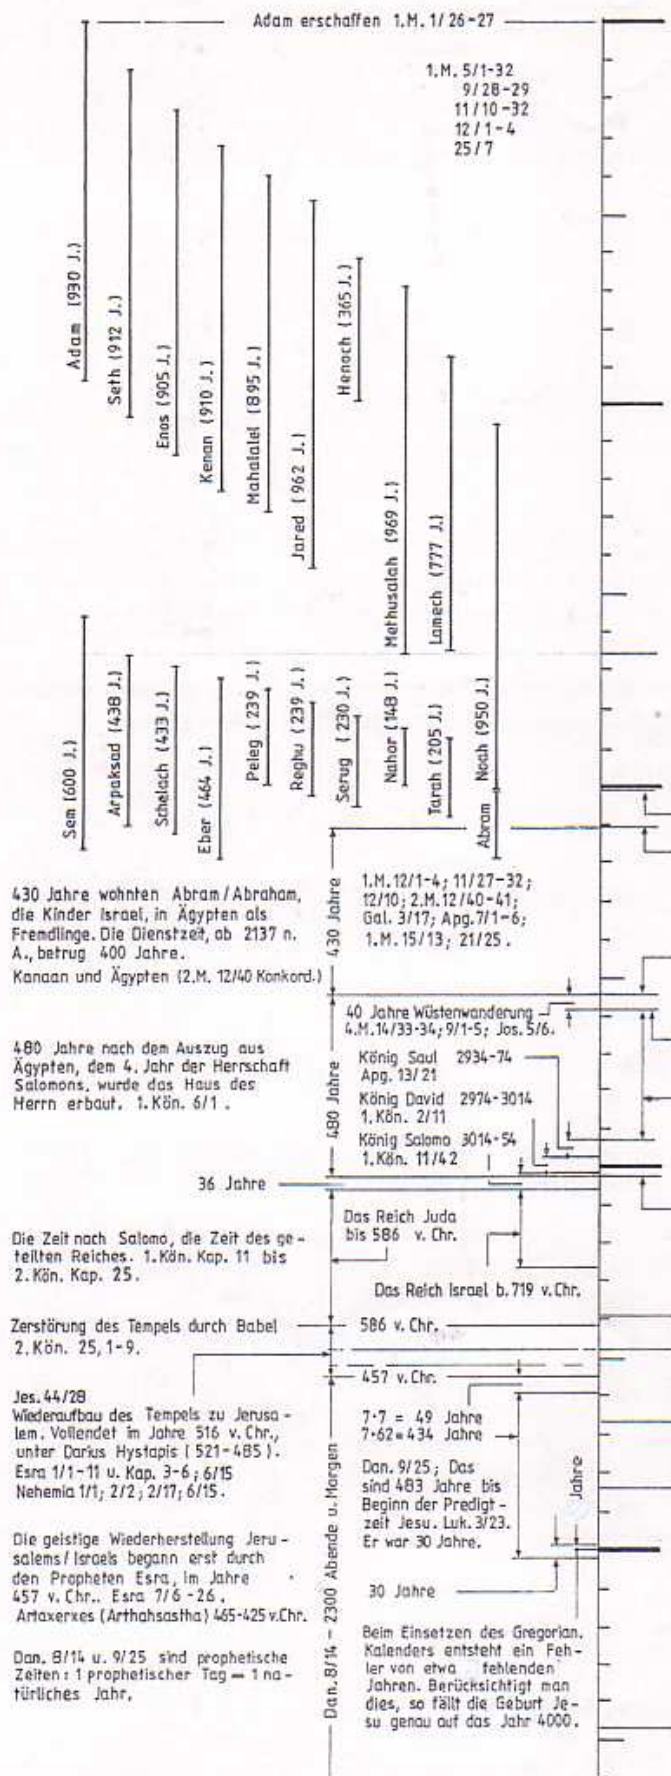 Adam erschaffen 1.M. 1/26-27
1.M. 5/1-32
9/28-29
11/10-32
12/1-4
25/7
Adam (930 J.)
Seth (912 J.)
Enos (905 J.)
Kenan (910 J.)
Mahalalel (895 J.)
Jared (962 J.)
Henoch (365 J.)
Methusalah (969 J.)
Lamech (777 J.)
Noah (950 J.)
Sem (600 J.)
Arpaksad (438 J.)
Schelach (433 J.)
Eber (464 J.)
Peleg (239 J.)
Reghu (239 J.)
Serug (230 J.)
Nahor (148 J.)
Tarah (205 J.)
Abram
430 Jahre wohnten Abram/Abraham,
die Kinder Israel, in Ägypten als
Fremdlinge. Die Dienstzeit, ab 2137 n.
A., betrug 400 Jahre.
Kanaan und Ägypten (2.M. 12/40 Konkord.)
430 Jahre
1.M. 12/1-4; 11/27-32;
12/10; 2.M. 12/40-41;
Gal. 3/17; Apg. 7/1-6;
1.M. 15/13; 21/25.
40 Jahre Wüstenwanderung
4.M. 14/33-34; 9/1-5; Jos. 5/6.
480 Jahre nach dem Auszug aus
Ägypten, dem 4. Jahr der Herrschaft
Salomons, wurde das Haus des
Herrn erbaut. 1. Kön. 6/1 .
480 Jahre
König Saul 2934-74
Apg. 13/21
König David 2974-3014
1. Kön. 2/11
König Salomo 3014-54
1. Kön. 11/42
36 Jahre
Die Zeit nach Salomo, die Zeit des ge-
teilten Reiches. 1. Kön. Kap. 11 bis
2. Kön. Kap. 25.
Das Reich Juda
bis 586 v. Chr.
Das Reich Israel b. 719 v. Chr.
Zerstörung des Tempels durch Babel
2. Kön. 25, 1-9.
586 v. Chr.
457 v. Chr.
Jes. 44/28
Wiederaufbau des Tempels zu Jerusa-
lem. Vollendet im Jahre 516 v. Chr.,
unter Darius Hystapis (521-485).
Esra 1/1-11 u. Kap. 3-6; 6/15
Nehemia 1/1; 2/2; 2/17; 6/15.
7·7 = 49 Jahre
7·62 = 434 Jahre
Dan. 9/25; Das
sind 483 Jahre bis
Beginn der Predigt-
zeit Jesu. Luk. 3/23.
Er war 30 Jahre.
Jahre
Die geistige Wiederherstellung Jeru-
salems/Israels begann erst durch
den Propheten Esra, im Jahre
457 v. Chr.. Esra 7/6-26.
Artaxerxes (Arthahsastha) 465-425 v. Chr.
30 Jahre
Dan. 8/14 u. 9/25 sind prophetische
Zeiten: 1 prophetischer Tag = 1 na-
türliches Jahr.
Dan. 8/14 - 2300 Abende u. Morgen
Beim Einsetzen des Gregorian.
Kalenders entsteht ein Feh-
ler von etwa fehlenden
Jahren. Berücksichtigt man
dies, so fällt die Geburt Je-
su genau auf das Jahr 4000.